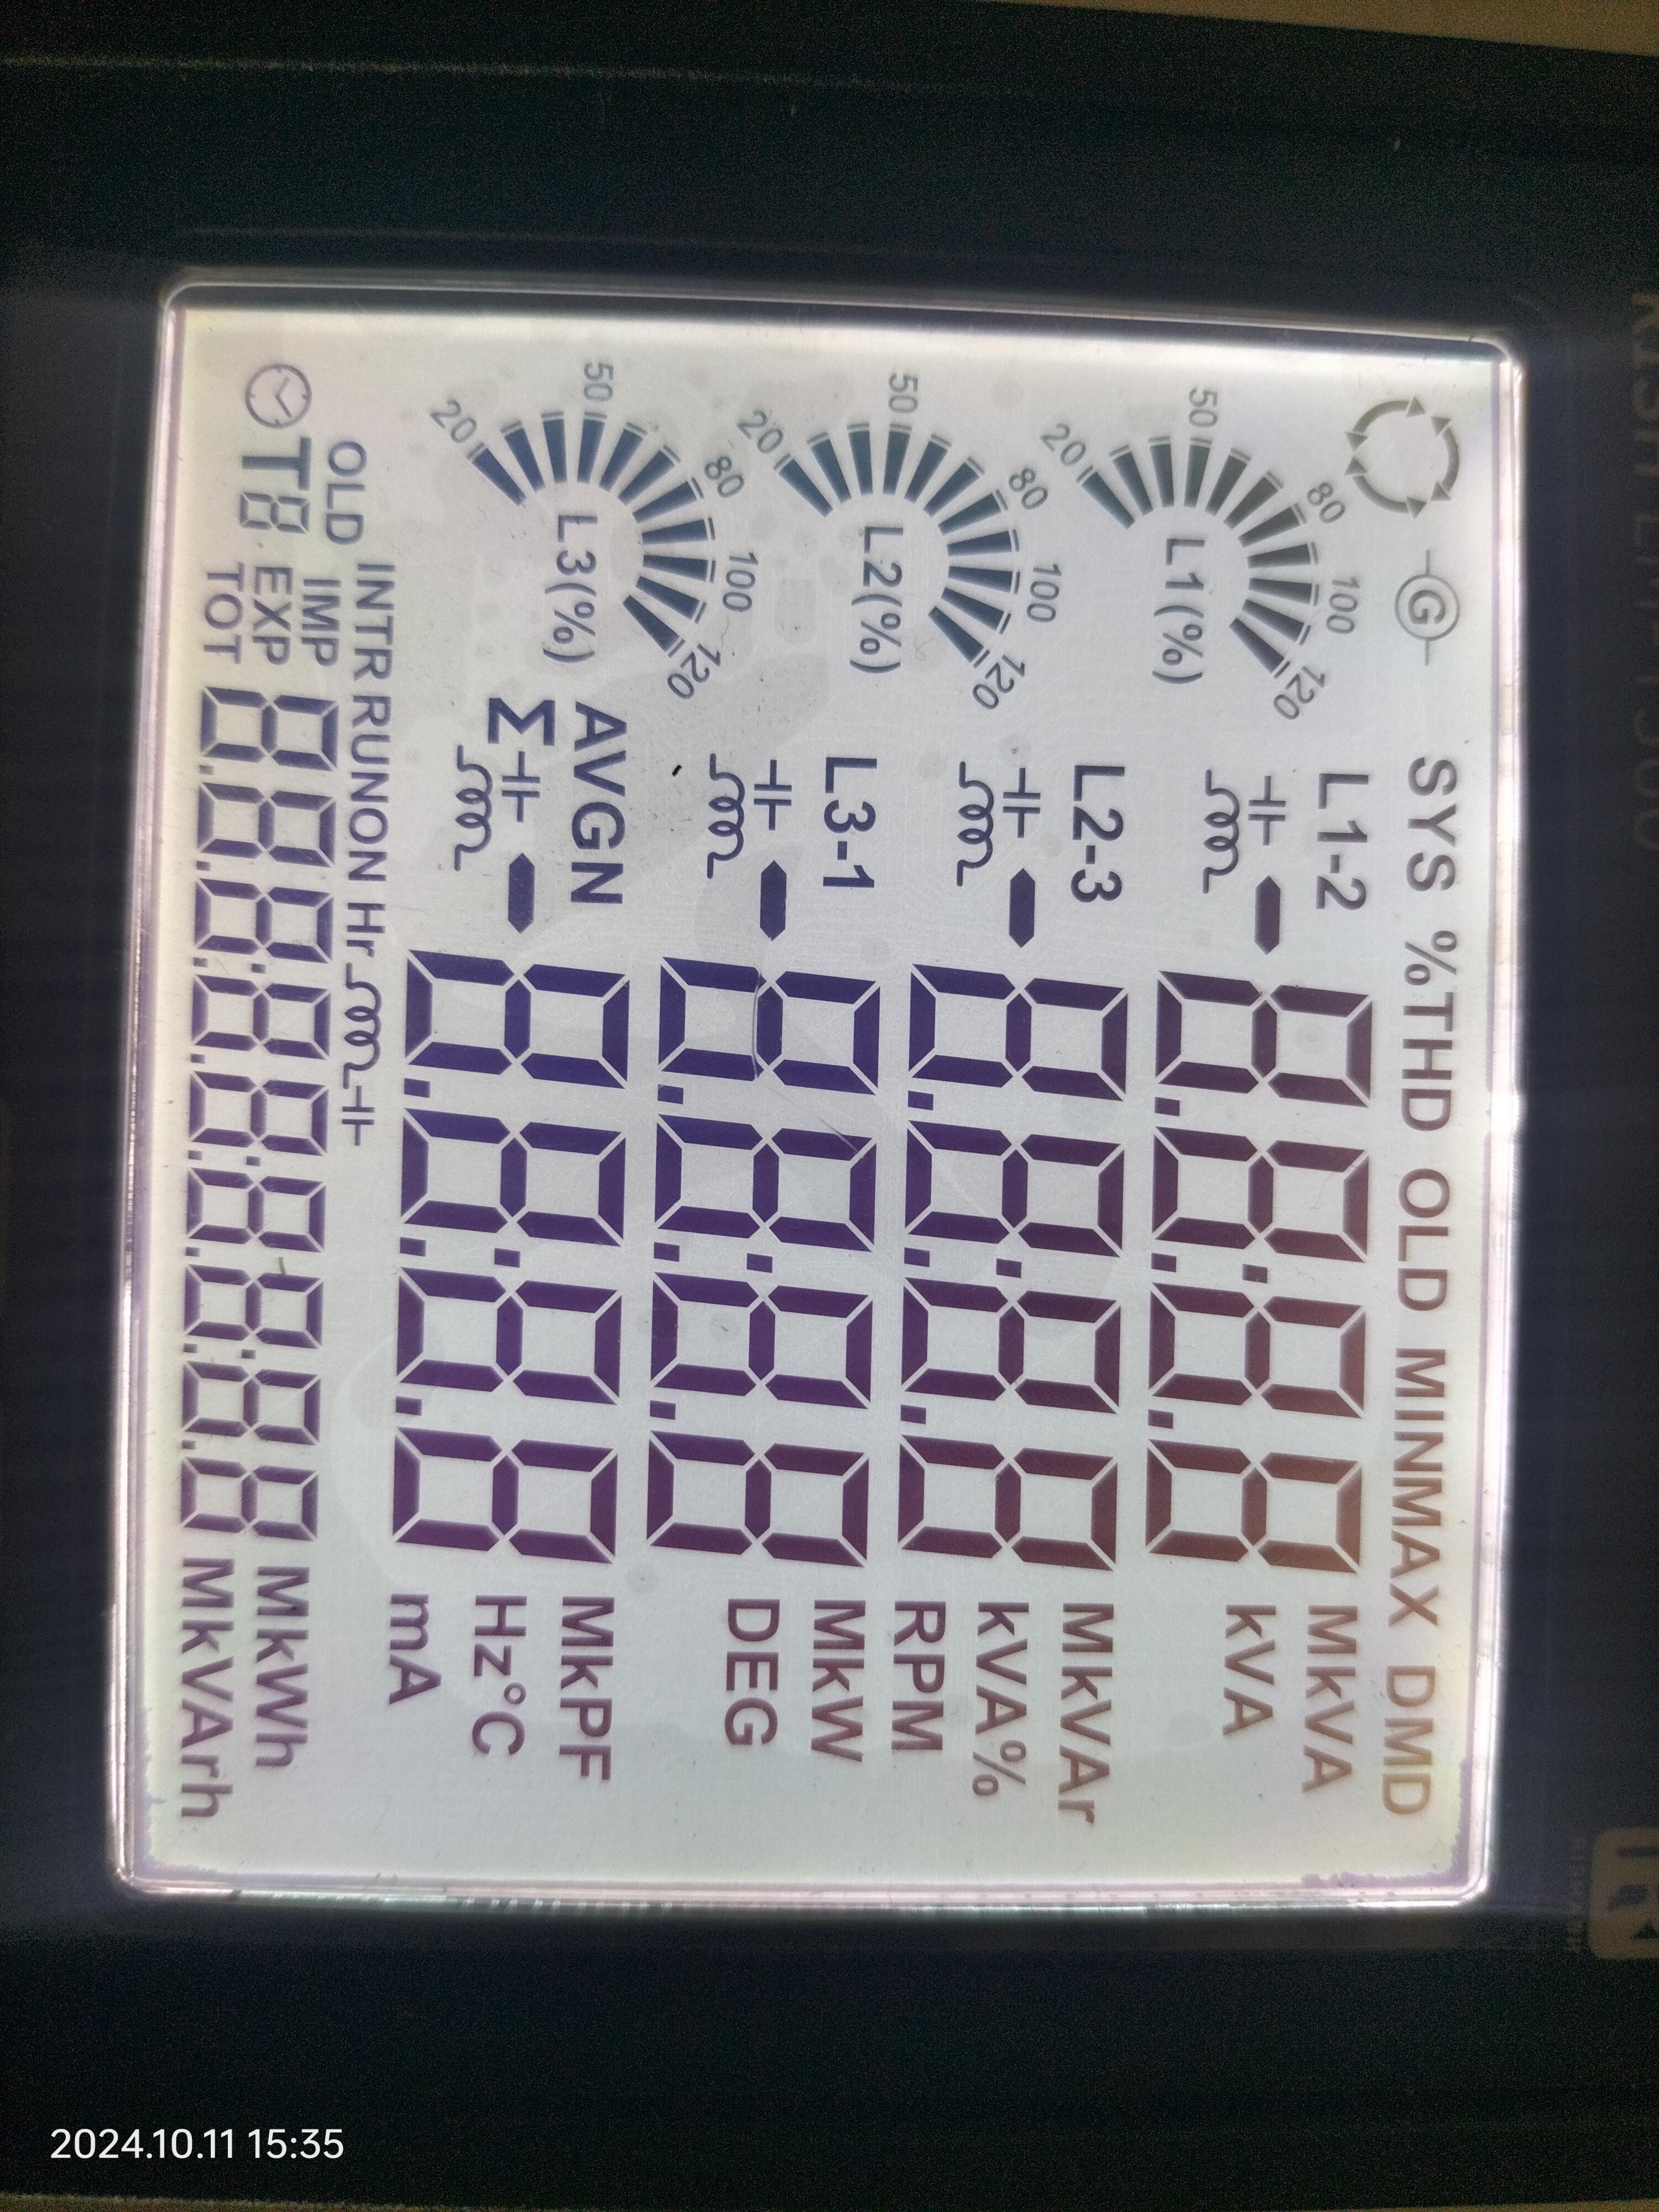 SYS %THD OLD MINMAX DMD
G
20 50 80 100 120
L1(%)
L1-2
8.8.8.8
MkVA
kVA
20 50 80 100 120
L2(%)
L2-3
8.8.8.8
MkVAr
kVA%
RPM
20 50 80 100 120
L3(%)
L3-1
8.8.8.8
MkW
DEG
AVGN
Σ
8.8.8.8
MkPF
Hz°C
mA
OLD INTR RUNON Hr
T8 IMP
EXP
TOT
8.8.8.8.8.8.8.8.8
MkWh
MkVArh
2024.10.11 15:35